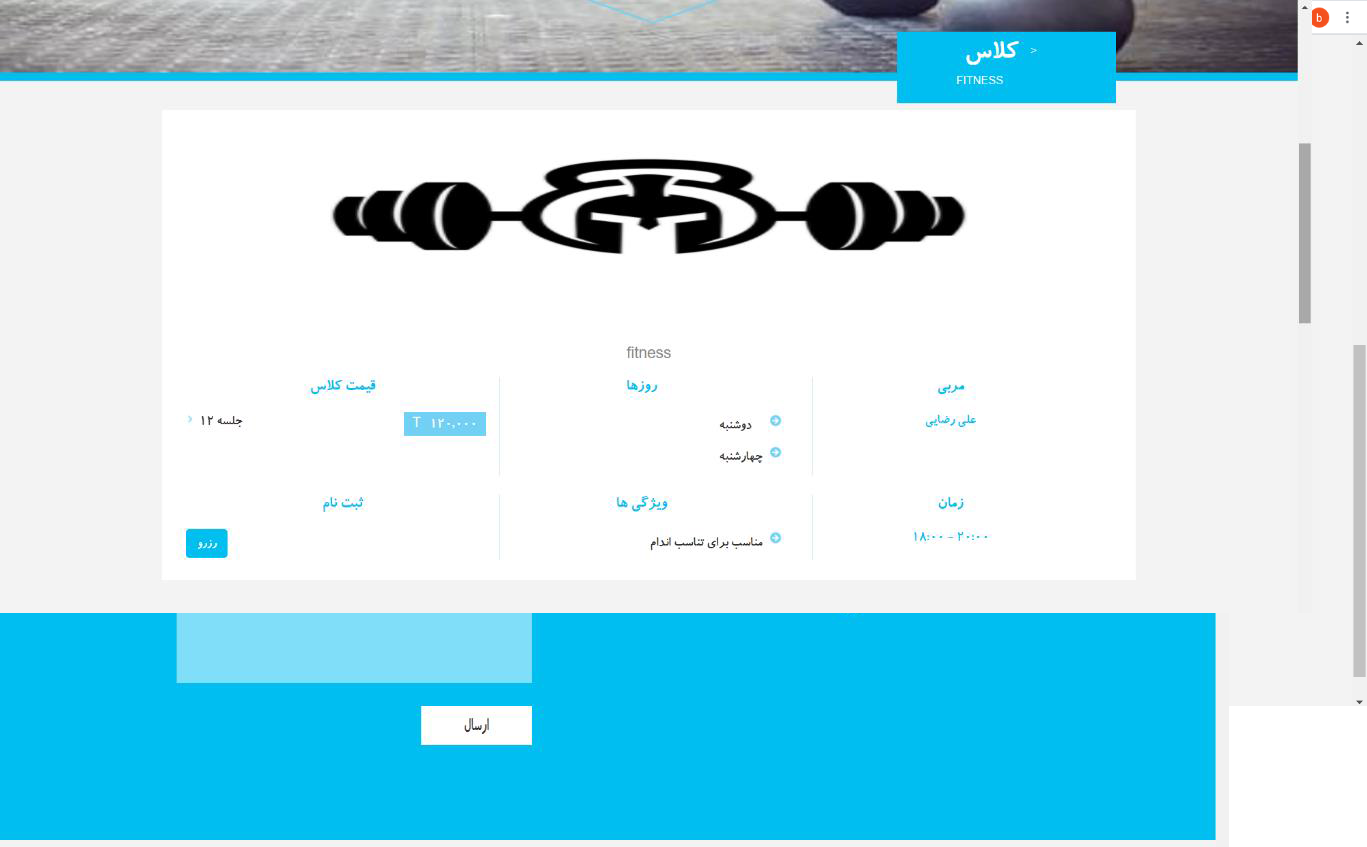 b
کلاس >
FITNESS
fitness
مربی
علی رضایی
روزها
دوشنبه
چهارشنبه
قیمت کلاس
۱۲۰,۰۰۰ T
جلسه ۱۲
زمان
۱۸:۰۰ - ۲۰:۰۰
ویژگی ها
مناسب برای تناسب اندام
ثبت نام
رزرو
ارسال